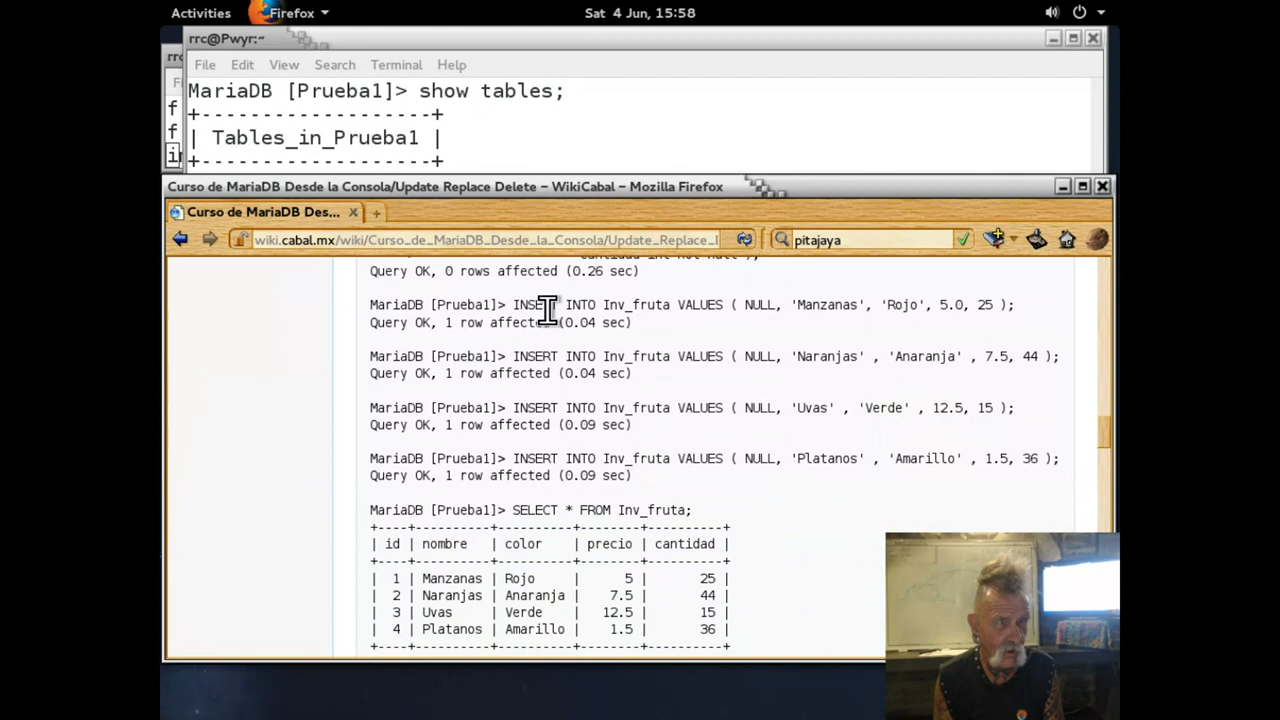 Activities Firefox Sat 4 Jun, 15:58
rrc@Pwyr:~
File Edit View Search Terminal Help
MariaDB [Prueba1]> show tables;
+-------------------+
| Tables_in_Prueba1 |
+-------------------+
Curso de MariaDB Desde la Consola/Update Replace Delete – WikiCabal – Mozilla Firefox
Curso de MariaDB Des...
wiki.cabal.mx/wiki/Curso_de_MariaDB_Desde_la_Consola/Update_Replace_ pitajaya
Query OK, 0 rows affected (0.26 sec)
MariaDB [Prueba1]> INSERT INTO Inv_fruta VALUES ( NULL, 'Manzanas', 'Rojo', 5.0, 25 );
Query OK, 1 row affected (0.04 sec)
MariaDB [Prueba1]> INSERT INTO Inv_fruta VALUES ( NULL, 'Naranjas' , 'Anaranja' , 7.5, 44 );
Query OK, 1 row affected (0.04 sec)
MariaDB [Prueba1]> INSERT INTO Inv_fruta VALUES ( NULL, 'Uvas' , 'Verde' , 12.5, 15 );
Query OK, 1 row affected (0.09 sec)
MariaDB [Prueba1]> INSERT INTO Inv_fruta VALUES ( NULL, 'Platanos' , 'Amarillo' , 1.5, 36 );
Query OK, 1 row affected (0.09 sec)
MariaDB [Prueba1]> SELECT * FROM Inv_fruta;
+----+----------+----------+--------+----------+
| id | nombre | color | precio | cantidad |
+----+----------+----------+--------+----------+
| 1 | Manzanas | Rojo | 5 | 25 |
| 2 | Naranjas | Anaranja | 7.5 | 44 |
| 3 | Uvas | Verde | 12.5 | 15 |
| 4 | Platanos | Amarillo | 1.5 | 36 |
+----+----------+----------+--------+----------+